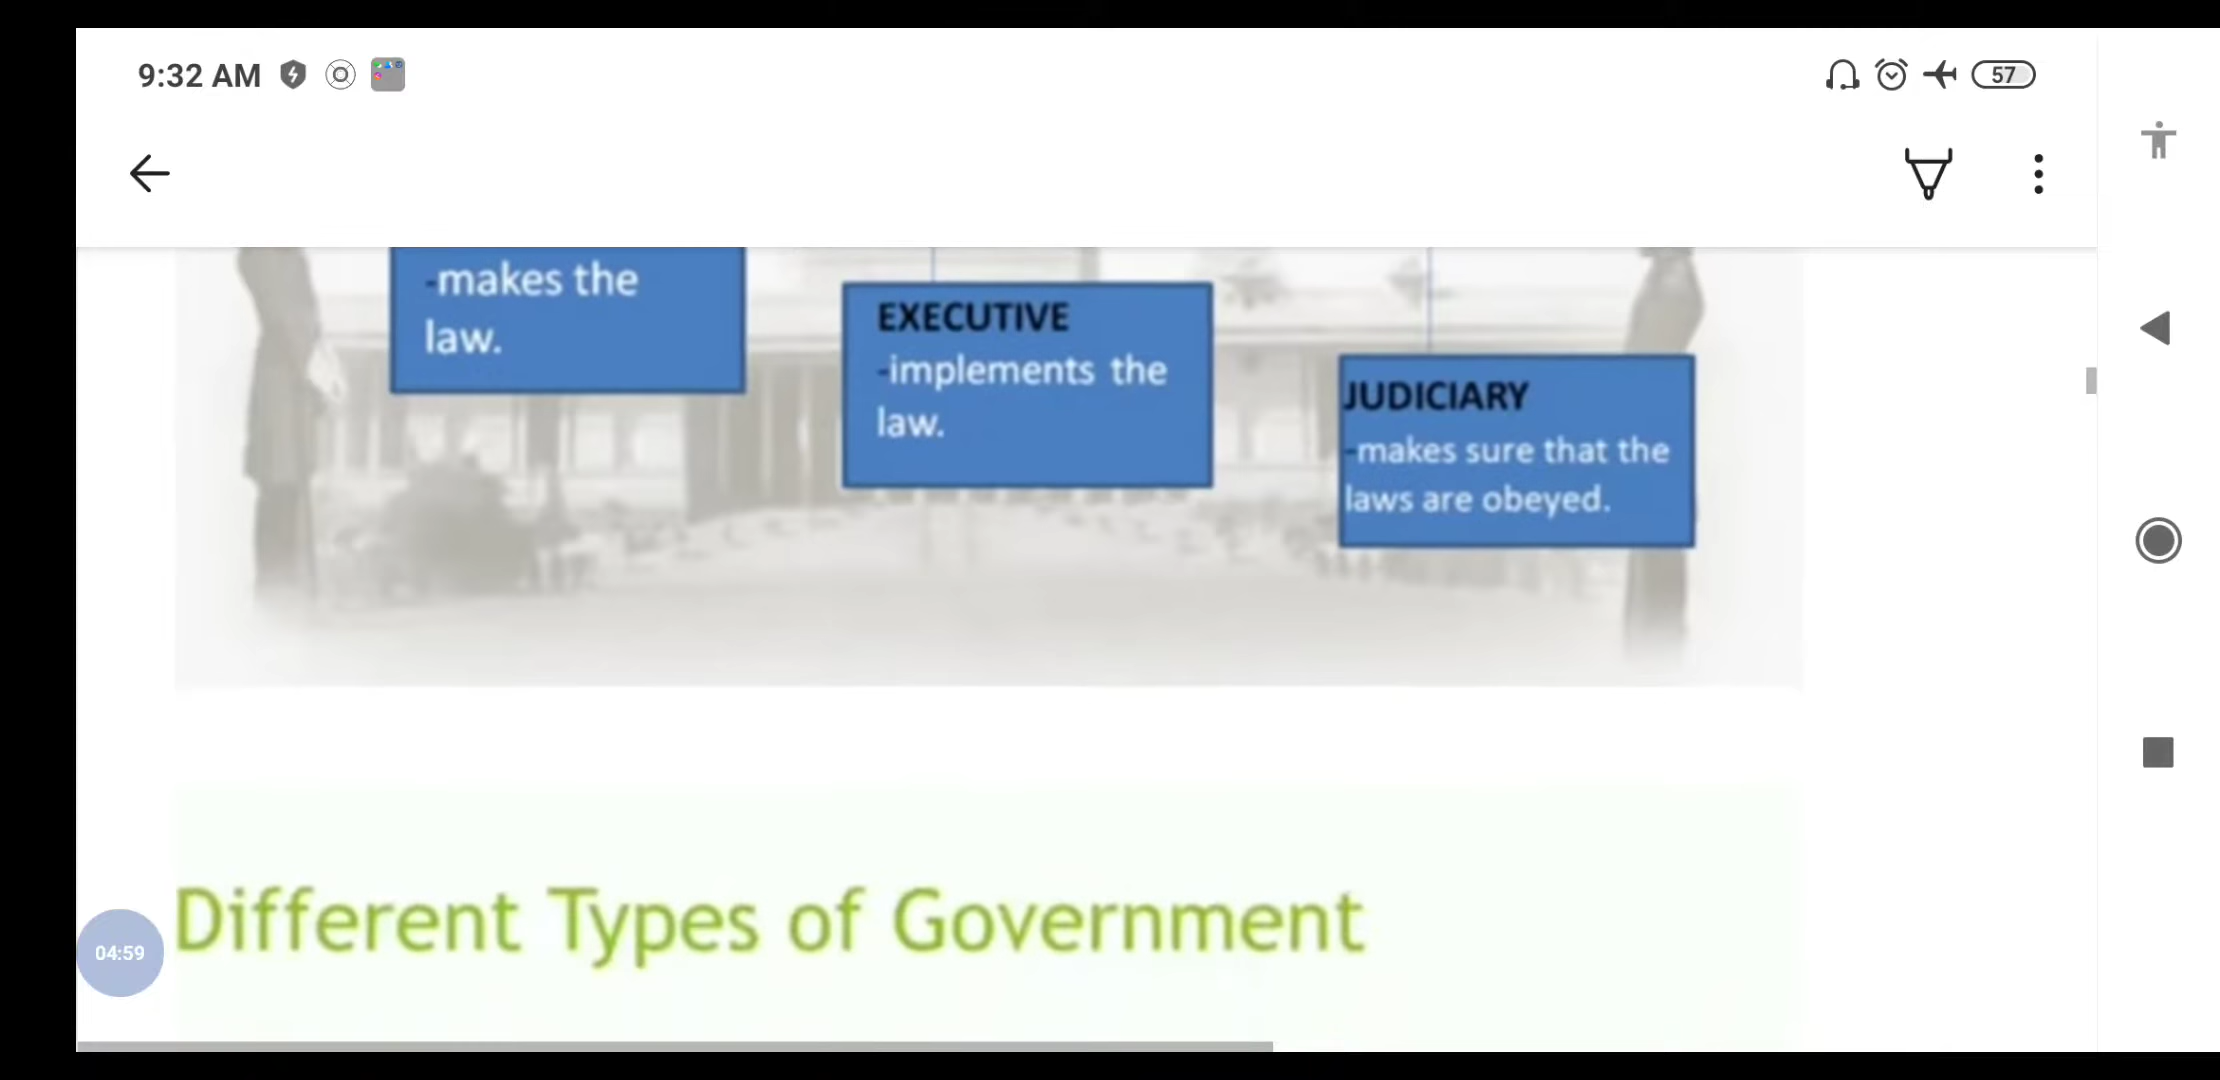 9:32 AM
57
-makes the
law.
EXECUTIVE
-implements the
law.
JUDICIARY
-makes sure that the
laws are obeyed.
Different Types of Government
04:59